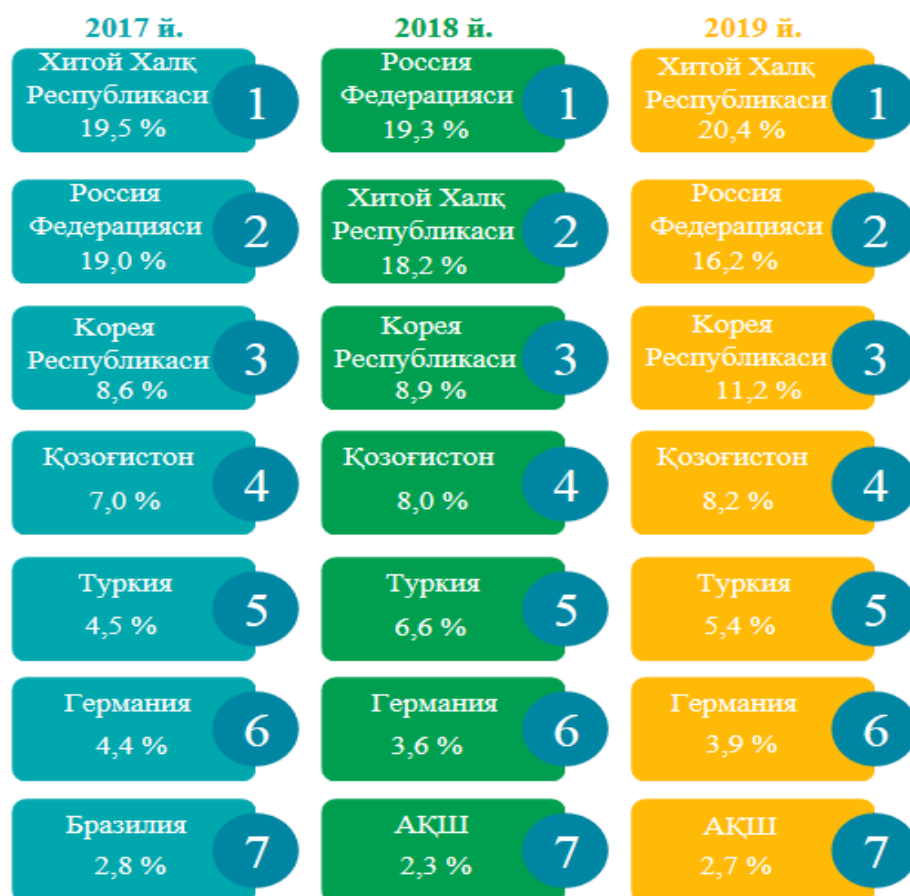 2017 й.
Хитой Халқ
Республикаси
19,5 %
1
Россия
Федерацияси
19,0 %
2
Корея
Республикаси
8,6 %
3
Қозоғистон
7,0 %
4
Туркия
4,5 %
5
Германия
4,4 %
6
Бразилия
2,8 %
7
2018 й.
Россия
Федерацияси
19,3 %
1
Хитой Халқ
Республикаси
18,2 %
2
Корея
Республикаси
8,9 %
3
Қозоғистон
8,0 %
4
Туркия
6,6 %
5
Германия
3,6 %
6
АҚШ
2,3 %
7
2019 й.
Хитой Халқ
Республикаси
20,4 %
1
Россия
Федерацияси
16,2 %
2
Корея
Республикаси
11,2 %
3
Қозоғистон
8,2 %
4
Туркия
5,4 %
5
Германия
3,9 %
6
АҚШ
2,7 %
7